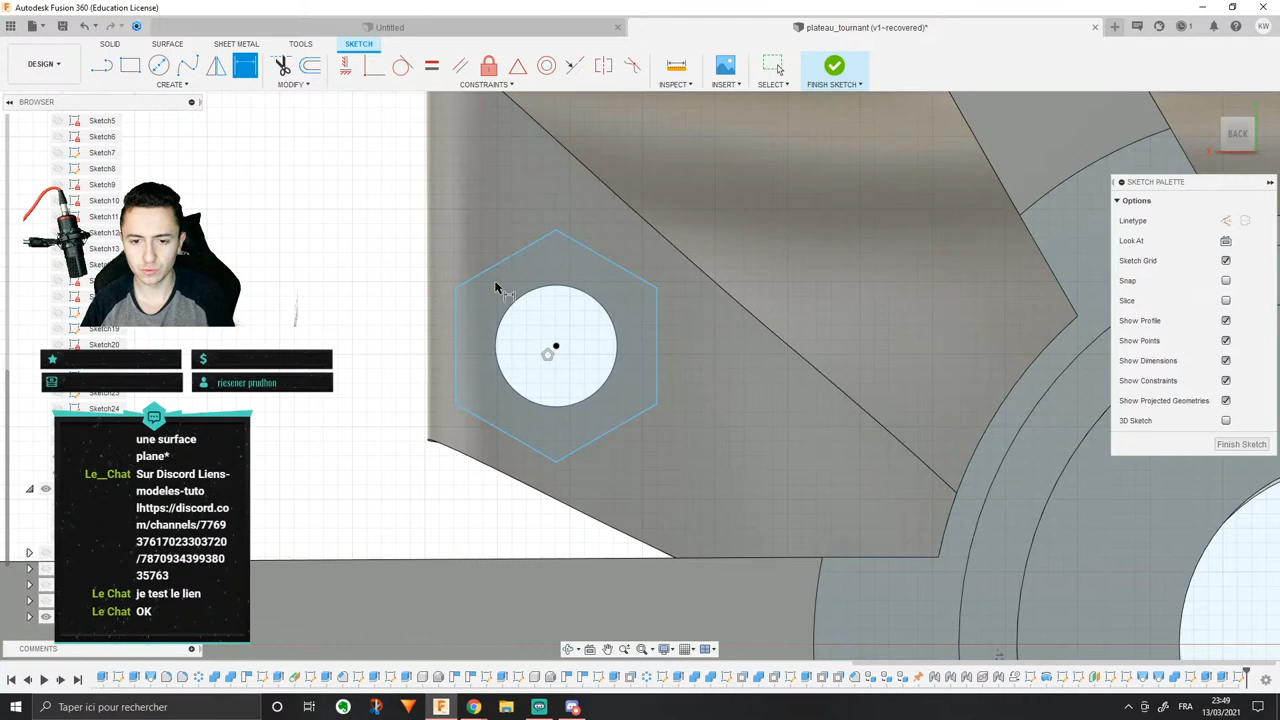 Autodesk Fusion 360 (Education License)
Untitled
plateau_tournant (v1~recovered)*
1
KW
SOLID
SURFACE
SHEET METAL
TOOLS
SKETCH
DESIGN
CREATE
MODIFY
CONSTRAINTS
INSPECT
INSERT
SELECT
FINISH SKETCH
BROWSER
Sketch5
Sketch6
Sketch7
Sketch8
Sketch9
Sketch10
Sketch11
Sketch12
Sketch13
Sketch19
Sketch20
Sketch24
BACK
SKETCH PALETTE
Options
Linetype
Look At
Sketch Grid
Snap
Slice
Show Profile
Show Points
Show Dimensions
Show Constraints
Show Projected Geometries
3D Sketch
Finish Sketch
$
riesener prudhon
une surface
plane*
Le__Chat Sur Discord Liens-
modeles-tuto
lhttps://discord.co
m/channels/7769
37617023303720
/7870934399380
35763
Le Chat je test le lien
Le Chat OK
COMMENTS
Taper ici pour rechercher
FRA
23:49
13/03/2021